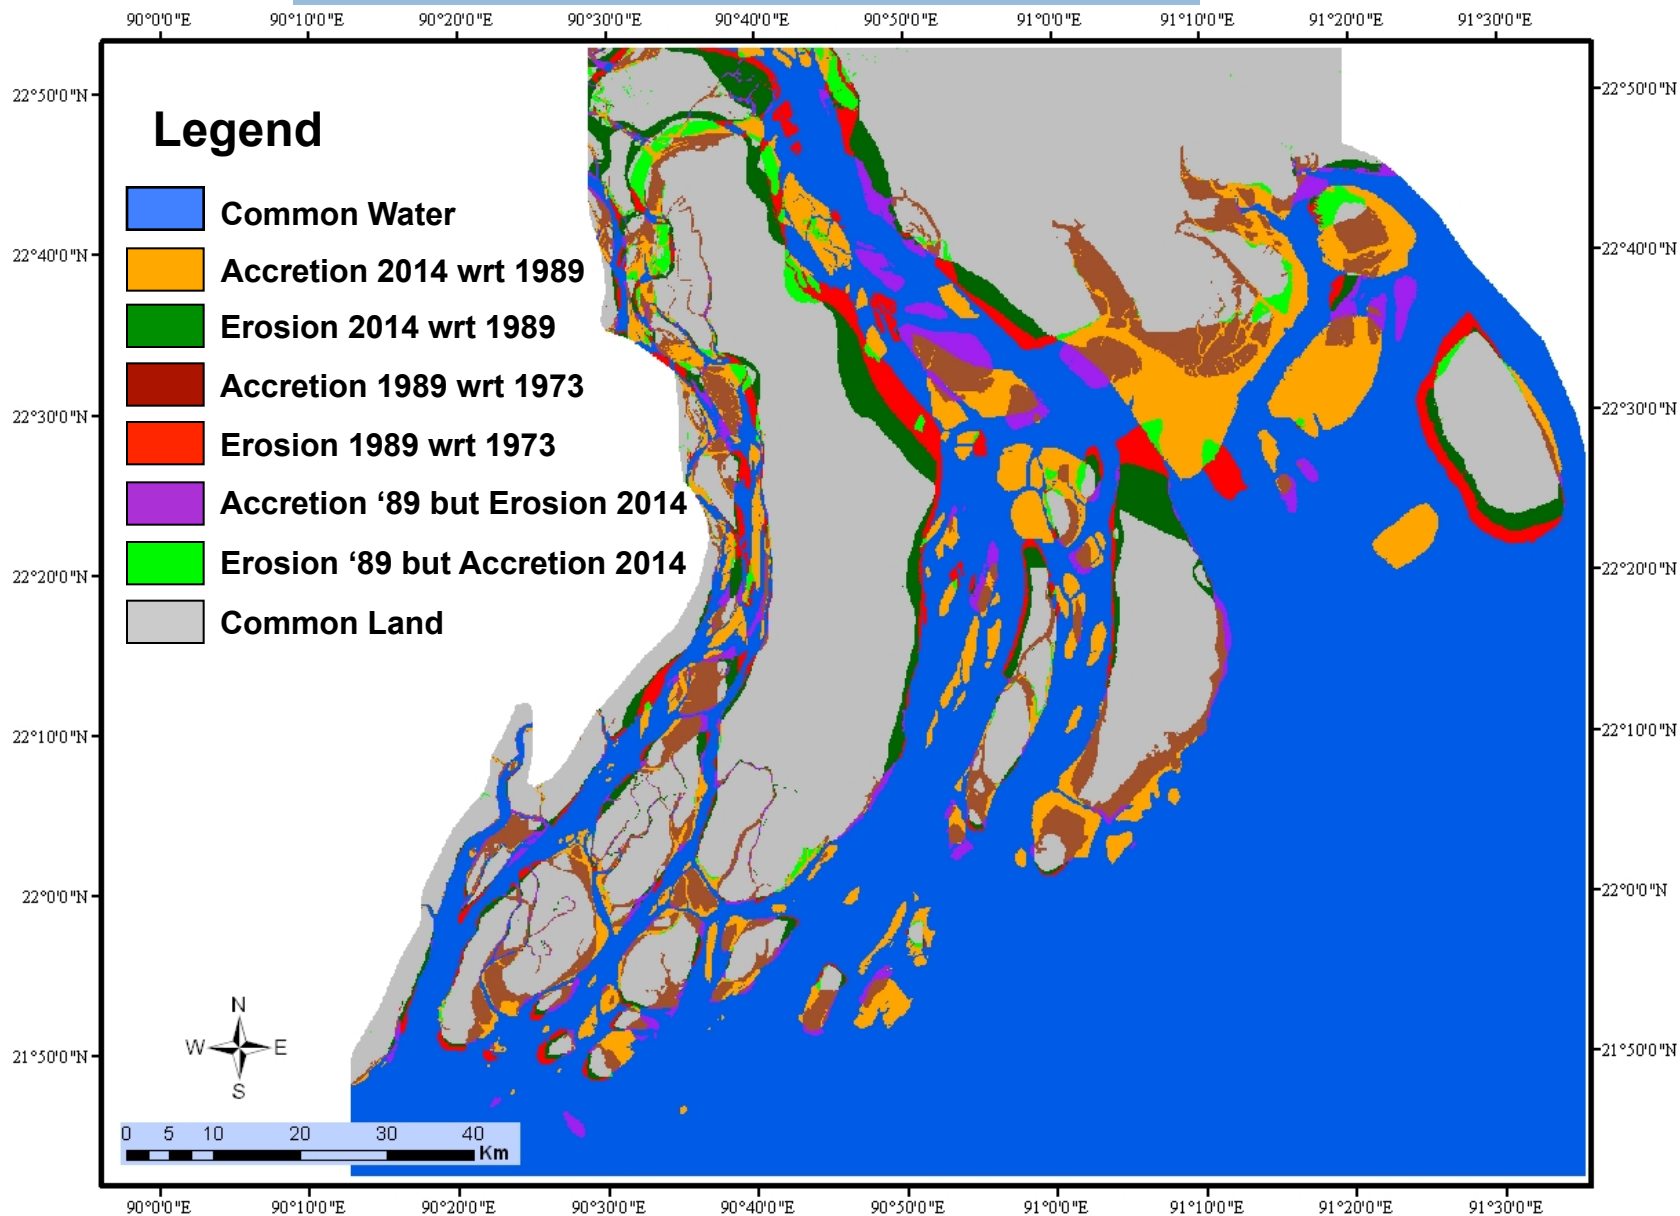 90°0'0"E 90°10'0"E 90°20'0"E 90°30'0"E 90°40'0"E 90°50'0"E 91°0'0"E 91°10'0"E 91°20'0"E 91°30'0"E
22°50'0"N 22°50'0"N
Legend
Common Water
22°40'0"N 22°40'0"N
Accretion 2014 wrt 1989
Erosion 2014 wrt 1989
Accretion 1989 wrt 1973
22°30'0"N 22°30'0"N
Erosion 1989 wrt 1973
Accretion ‘89 but Erosion 2014
Erosion ‘89 but Accretion 2014
22°20'0"N 22°20'0"N
Common Land
22°10'0"N 22°10'0"N
22°0'0"N 22°0'0"N
N
W E
S
21°50'0"N 21°50'0"N
0 5 10 20 30 40
Km
90°0'0"E 90°10'0"E 90°20'0"E 90°30'0"E 90°40'0"E 90°50'0"E 91°0'0"E 91°10'0"E 91°20'0"E 91°30'0"E